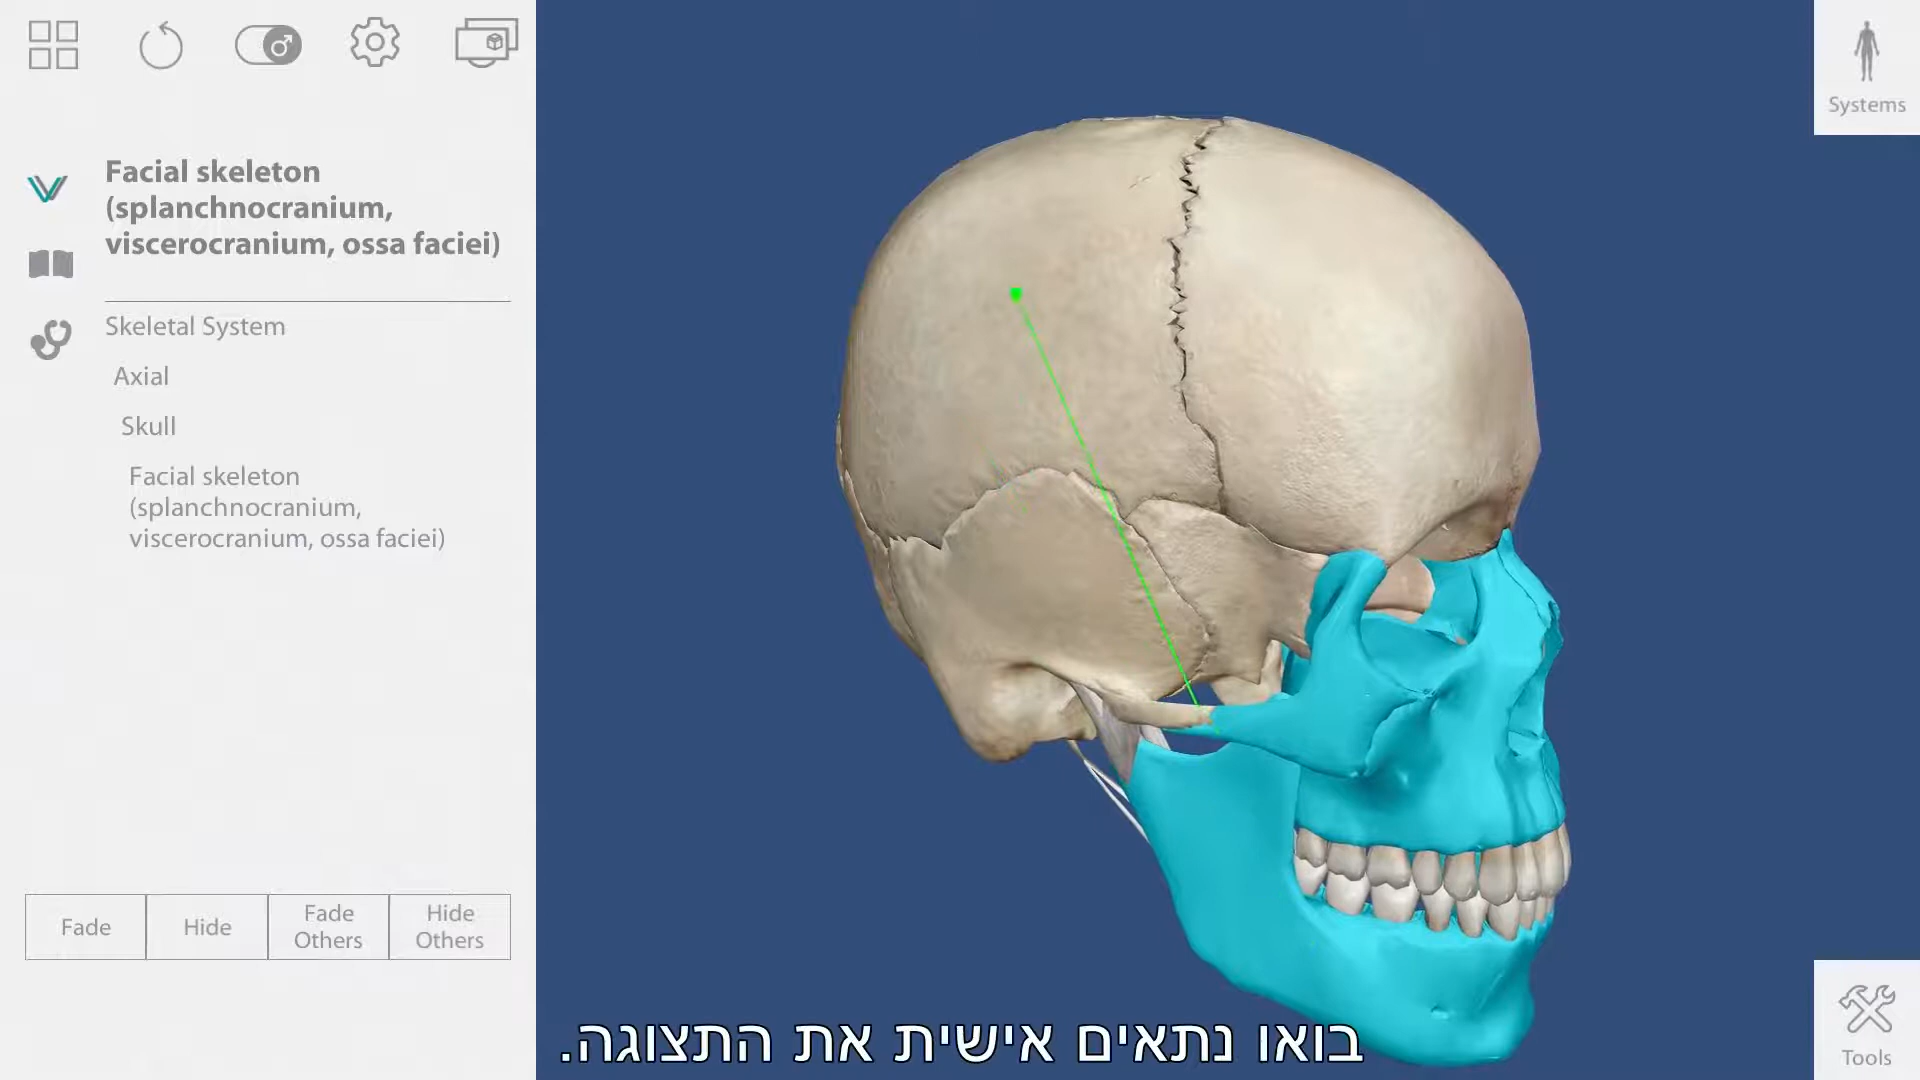 Facial skeleton
(splanchnocranium,
viscerocranium, ossa faciei)
Skeletal System
Axial
Skull
Facial skeleton
(splanchnocranium,
viscerocranium, ossa faciei)
Fade
Hide
Fade
Others
Hide
Others
Systems
Tools
בואו נתאים אישית את התצוגה.